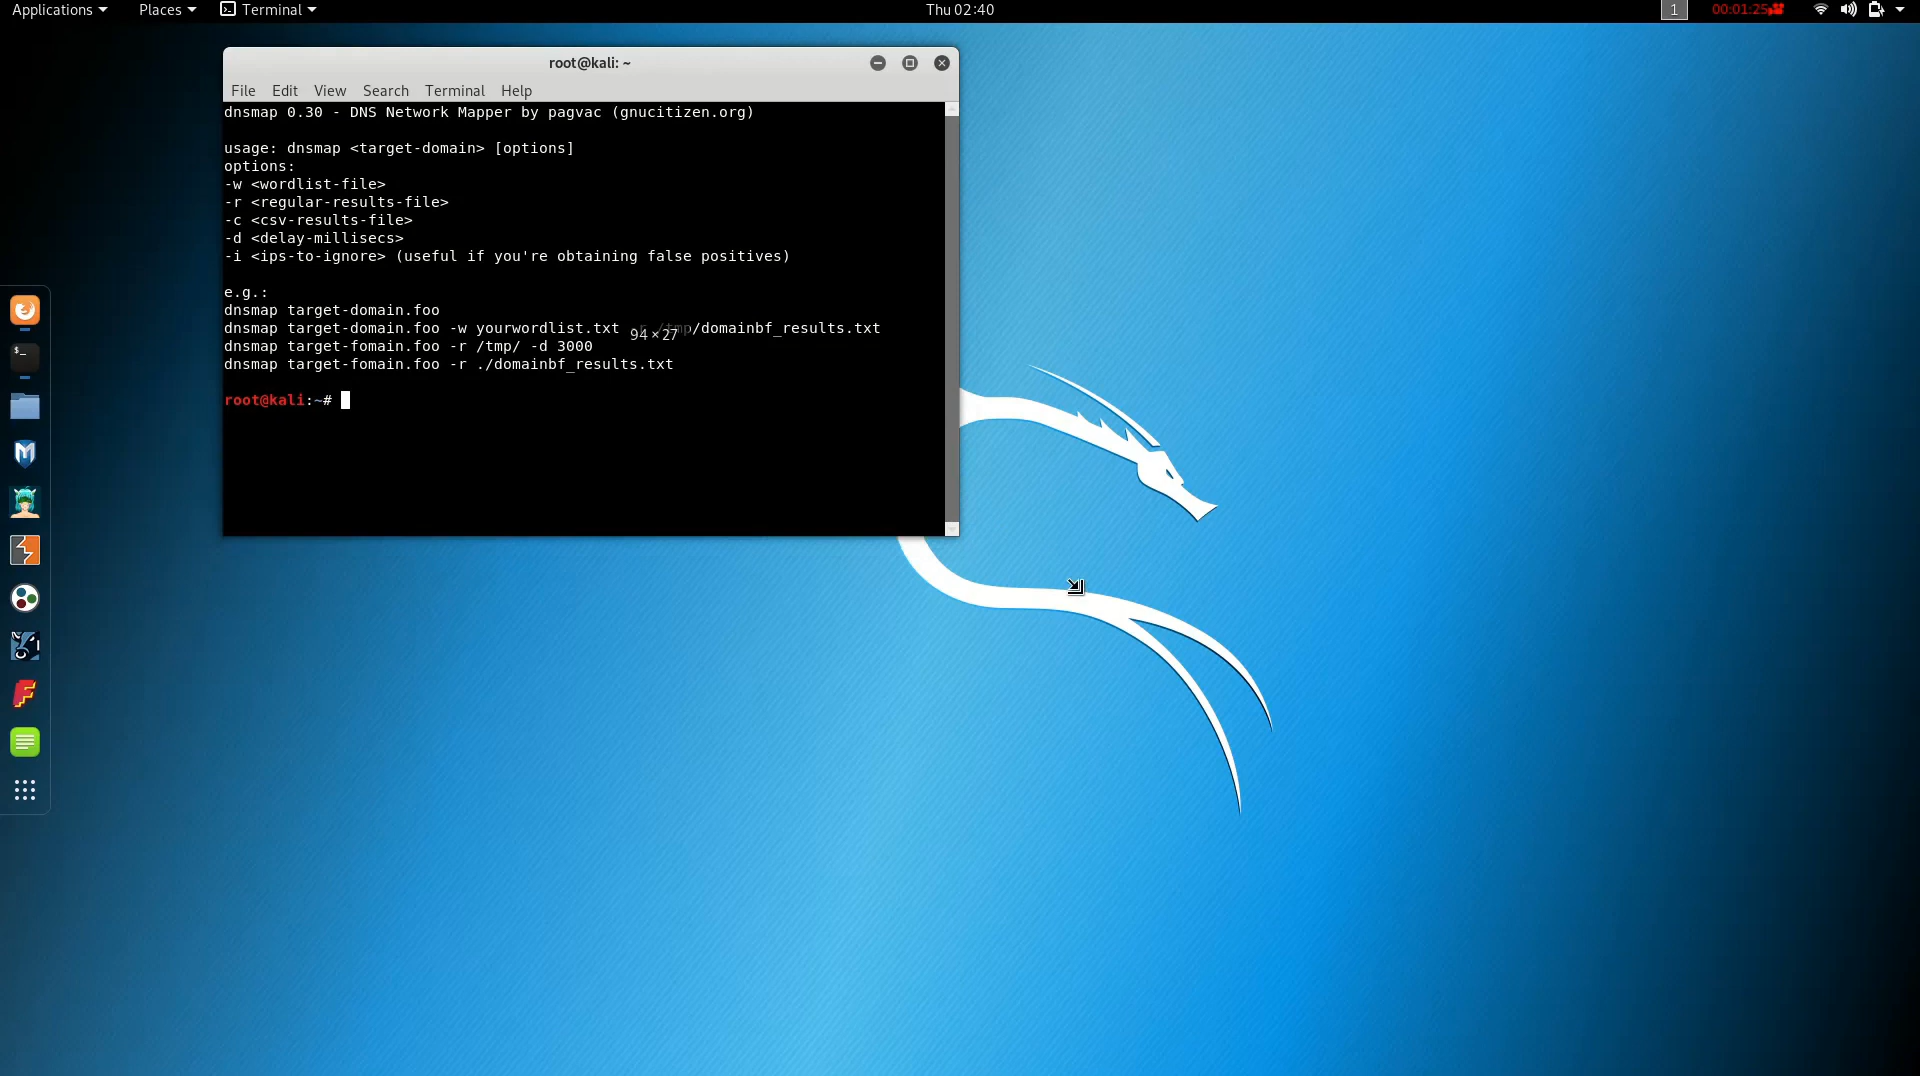 Applications Places Terminal Thu 02:40 1 00:01:25
root@kali: ~
File Edit View Search Terminal Help
dnsmap 0.30 - DNS Network Mapper by pagvac (gnucitizen.org)
usage: dnsmap <target-domain> [options]
options:
-w <wordlist-file>
-r <regular-results-file>
-c <csv-results-file>
-d <delay-millisecs>
-i <ips-to-ignore> (useful if you're obtaining false positives)
e.g.:
dnsmap target-domain.foo
dnsmap target-domain.foo -w yourwordlist.txt -r /tmp/domainbf_results.txt
94 × 27
dnsmap target-fomain.foo -r /tmp/ -d 3000
dnsmap target-fomain.foo -r ./domainbf_results.txt
root@kali:~#